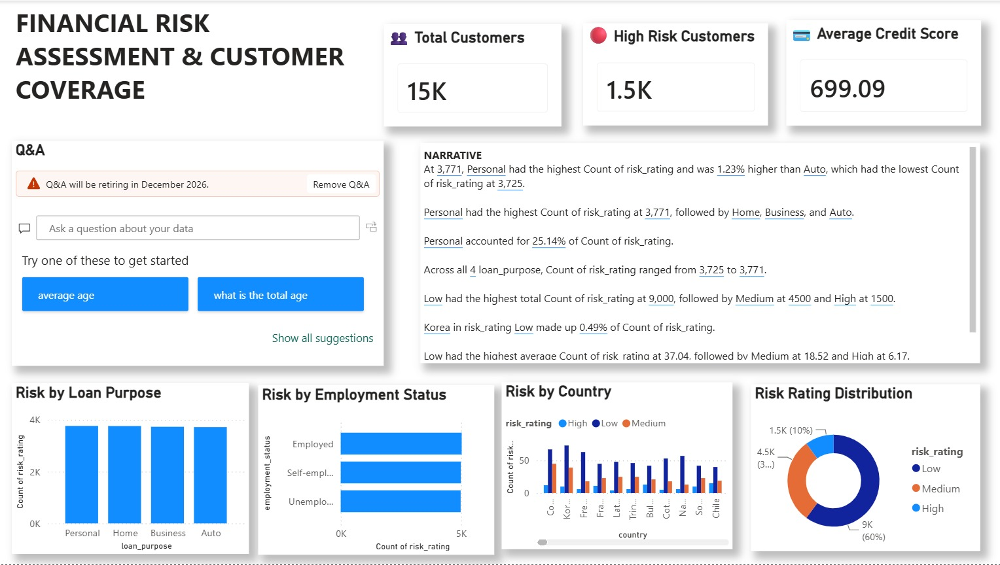 FINANCIAL RISK
ASSESSMENT & CUSTOMER
COVERAGE
Total Customers
15K
High Risk Customers
1.5K
Average Credit Score
699.09
Q&A
Q&A will be retiring in December 2026.
Remove Q&A
Ask a question about your data
Try one of these to get started
average age
what is the total age
Show all suggestions
NARRATIVE
At 3,771, Personal had the highest Count of risk_rating and was 1.23% higher than Auto, which had the lowest Count
of risk_rating at 3,725.
Personal had the highest Count of risk_rating at 3,771, followed by Home, Business, and Auto.
Personal accounted for 25.14% of Count of risk_rating.
Across all 4 loan_purpose, Count of risk_rating ranged from 3,725 to 3,771.
Low had the highest total Count of risk_rating at 9,000, followed by Medium at 4500 and High at 1500.
Korea in risk_rating Low made up 0.49% of Count of risk_rating.
Low had the highest average Count of risk_rating at 37.04, followed by Medium at 18.52 and High at 6.17.
Risk by Loan Purpose
Count of risk_rating
4K
2K
0K
Personal Home Business Auto
loan_purpose
Risk by Employment Status
employment_status
Employed
Self-empl...
Unemplo...
0K 5K
Count of risk_rating
Risk by Country
risk_rating High Low Medium
Count of risk...
50
0
Co... Kor... Fre... Fra... Lat... Trin... Bul... Cot... Na... So... Chile
country
Risk Rating Distribution
1.5K (10%)
4.5K
(3...)
9K
(60%)
risk_rating
Low
Medium
High